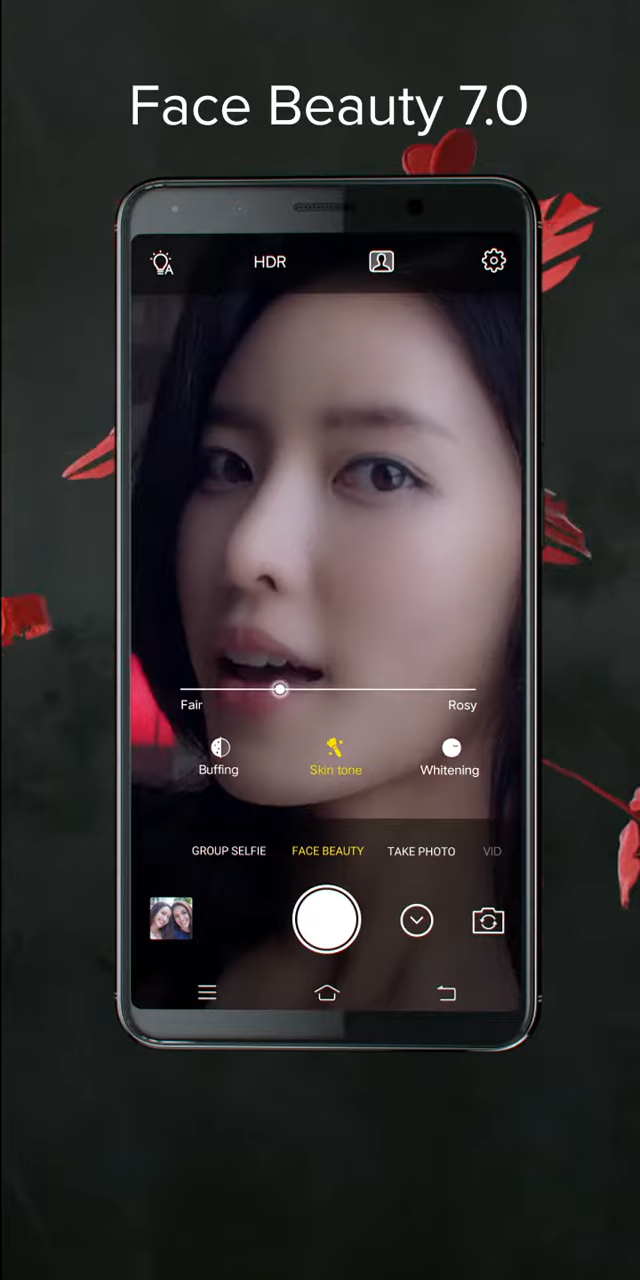 Face Beauty 7.0
A
HDR
Fair Rosy
Buffing Skin tone Whitening
GROUP SELFIE FACE BEAUTY TAKE PHOTO VID